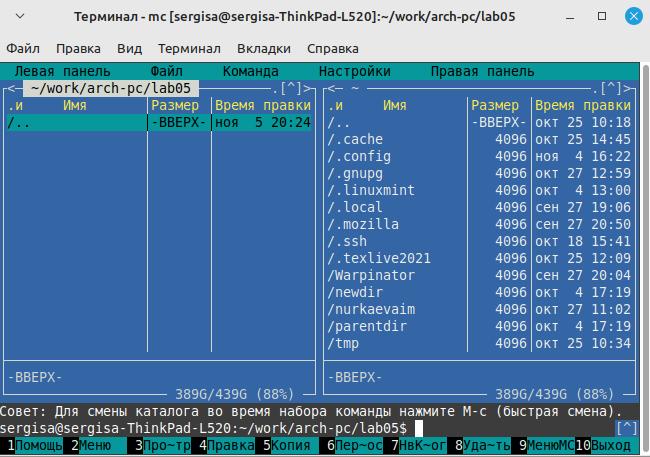 Терминал - mc [sergisa@sergisa-ThinkPad-L520]:~/work/arch-pc/lab05
Файл Правка Вид Терминал Вкладки Справка
Левая панель Файл Команда Настройки Правая панель
<— ~/work/arch-pc/lab05 .[^]> <— ~ .[^]>
.и Имя Размер Время правки .и Имя Размер Время правки
/.. -ВВЕРХ- ноя 5 20:24 /.. -ВВЕРХ- окт 25 10:18
/.cache 4096 окт 25 14:45
/.config 4096 ноя 4 16:22
/.gnupg 4096 окт 27 12:59
/.linuxmint 4096 окт 4 13:00
/.local 4096 сен 27 19:06
/.mozilla 4096 сен 27 20:50
/.ssh 4096 окт 18 15:41
/.texlive2021 4096 окт 25 12:09
/Warpinator 4096 сен 27 20:04
/newdir 4096 окт 4 17:19
/nurkaevaim 4096 окт 27 11:02
/parentdir 4096 окт 4 17:19
/tmp 4096 окт 25 10:34
-ВВЕРХ- -ВВЕРХ-
389G/439G (88%) 389G/439G (88%)
Совет: Для смены каталога во время набора команды нажмите M-c (быстрая смена).
sergisa@sergisa-ThinkPad-L520:~/work/arch-pc/lab05$ [^]
1Помощь 2Меню 3Про~тр 4Правка 5Копия 6Пер~ос 7НвК~ог 8Уда~ть 9МенюМС 10Выход